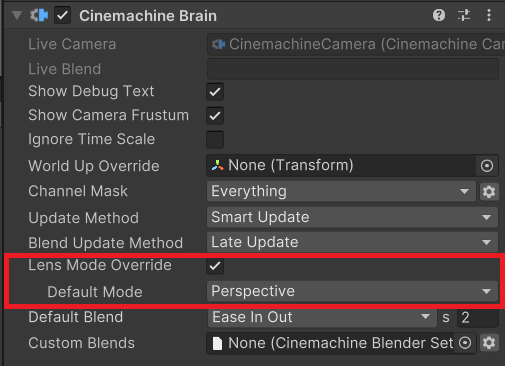 Cinemachine Brain
Live Camera CinemachineCamera (Cinemachine Car
Live Blend
Show Debug Text
Show Camera Frustum
Ignore Time Scale
World Up Override None (Transform)
Channel Mask Everything
Update Method Smart Update
Blend Update Method Late Update
Lens Mode Override
Default Mode Perspective
Default Blend Ease In Out s 2
Custom Blends None (Cinemachine Blender Set